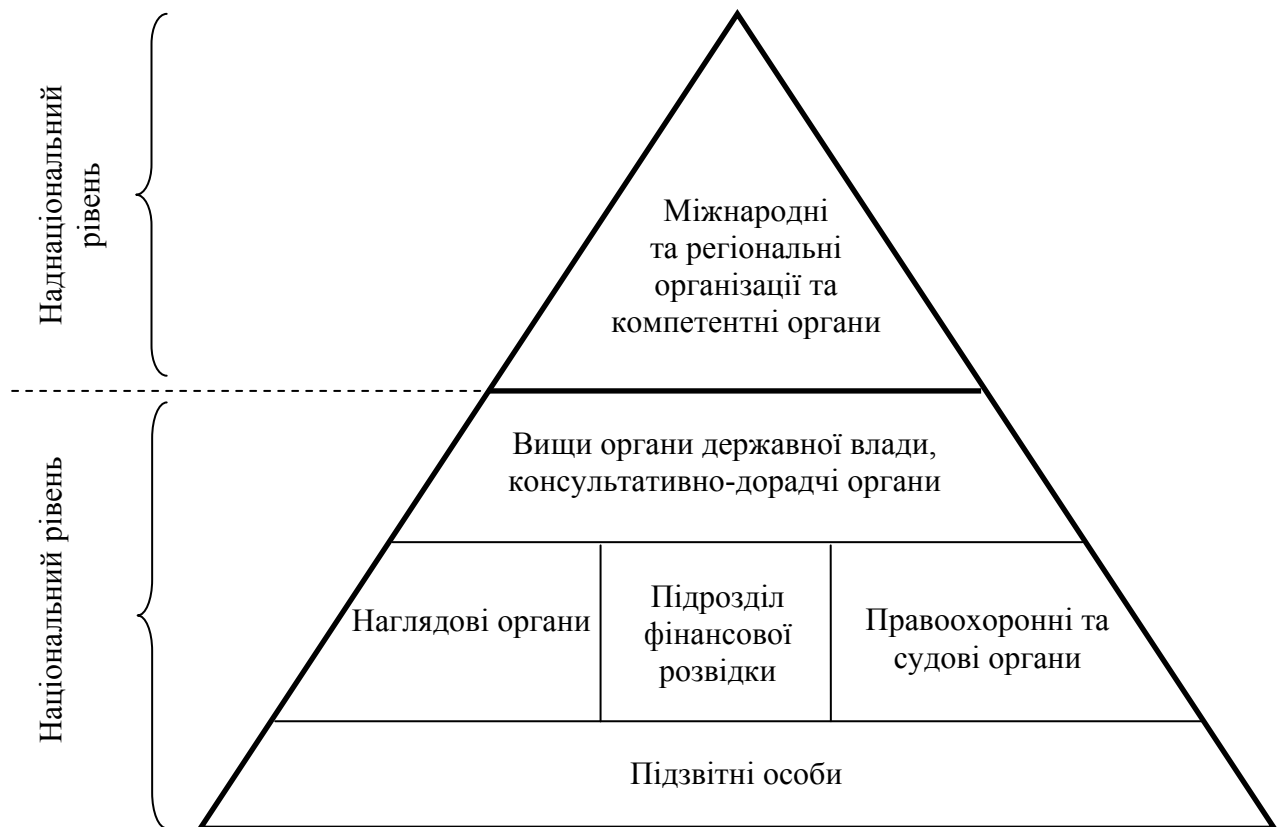 Наднаціональний
рівень
Міжнародні
та регіональні
організації та
компетентні органи
Національний рівень
Вищи органи державної влади,
консультативно-дорадчі органи
Наглядові органи
Підрозділ
фінансової
розвідки
Правоохоронні та
судові органи
Підзвітні особи